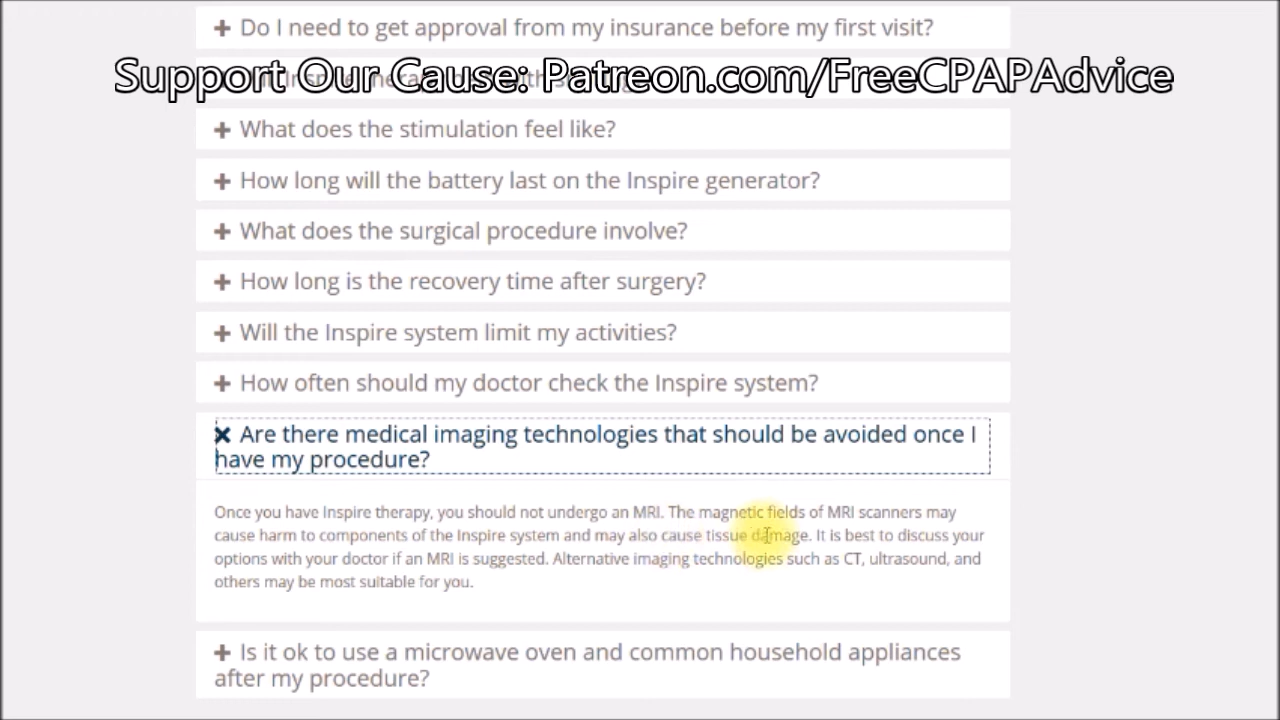 + Do I need to get approval from my insurance before my first visit?
Support Our Cause: Patreon.com/FreeCPAPAdvice
+ What does the stimulation feel like?
+ How long will the battery last on the Inspire generator?
+ What does the surgical procedure involve?
+ How long is the recovery time after surgery?
+ Will the Inspire system limit my activities?
+ How often should my doctor check the Inspire system?
× Are there medical imaging technologies that should be avoided once I
have my procedure?
Once you have Inspire therapy, you should not undergo an MRI. The magnetic fields of MRI scanners may
cause harm to components of the Inspire system and may also cause tissue damage. It is best to discuss your
options with your doctor if an MRI is suggested. Alternative imaging technologies such as CT, ultrasound, and
others may be most suitable for you.
+ Is it ok to use a microwave oven and common household appliances
after my procedure?